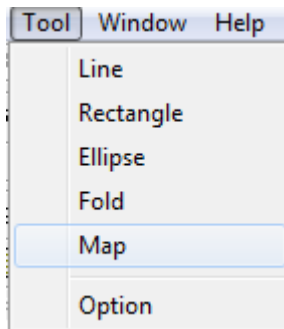 Tool Window Help
Line
Rectangle
Ellipse
Fold
Map
Option